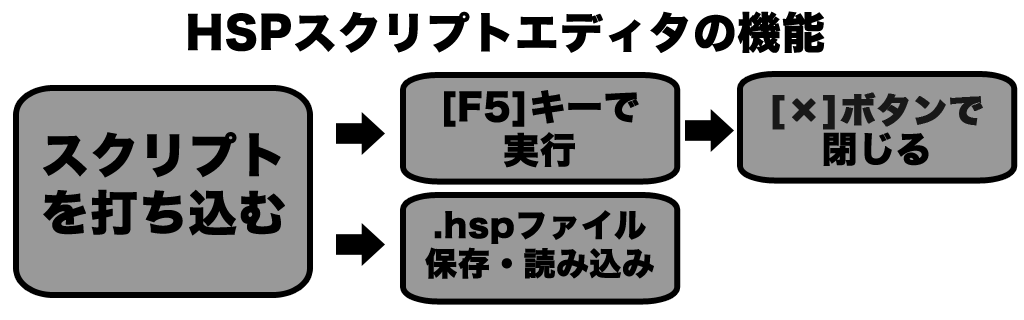 HSPスクリプトエディタの機能
スクリプト
を打ち込む
[F5]キーで
実行
[×]ボタンで
閉じる
.hspファイル
保存・読み込み